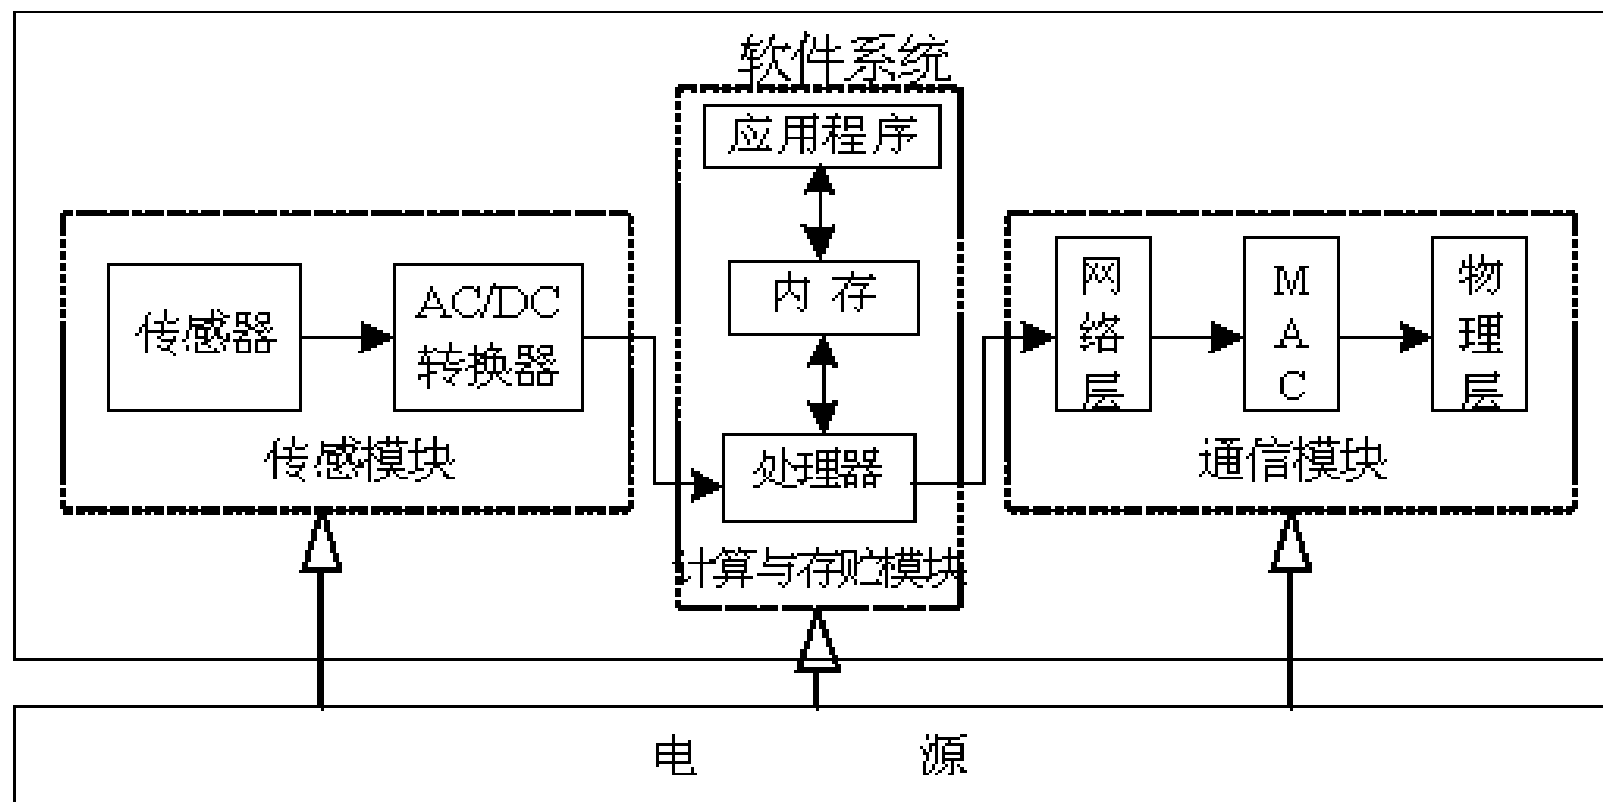 软件系统
应用程序
内 存
处理器
计算与存贮模块
传感器
AC/DC
转换器
传感模块
网络层
MAC
物理层
通信模块
电 源